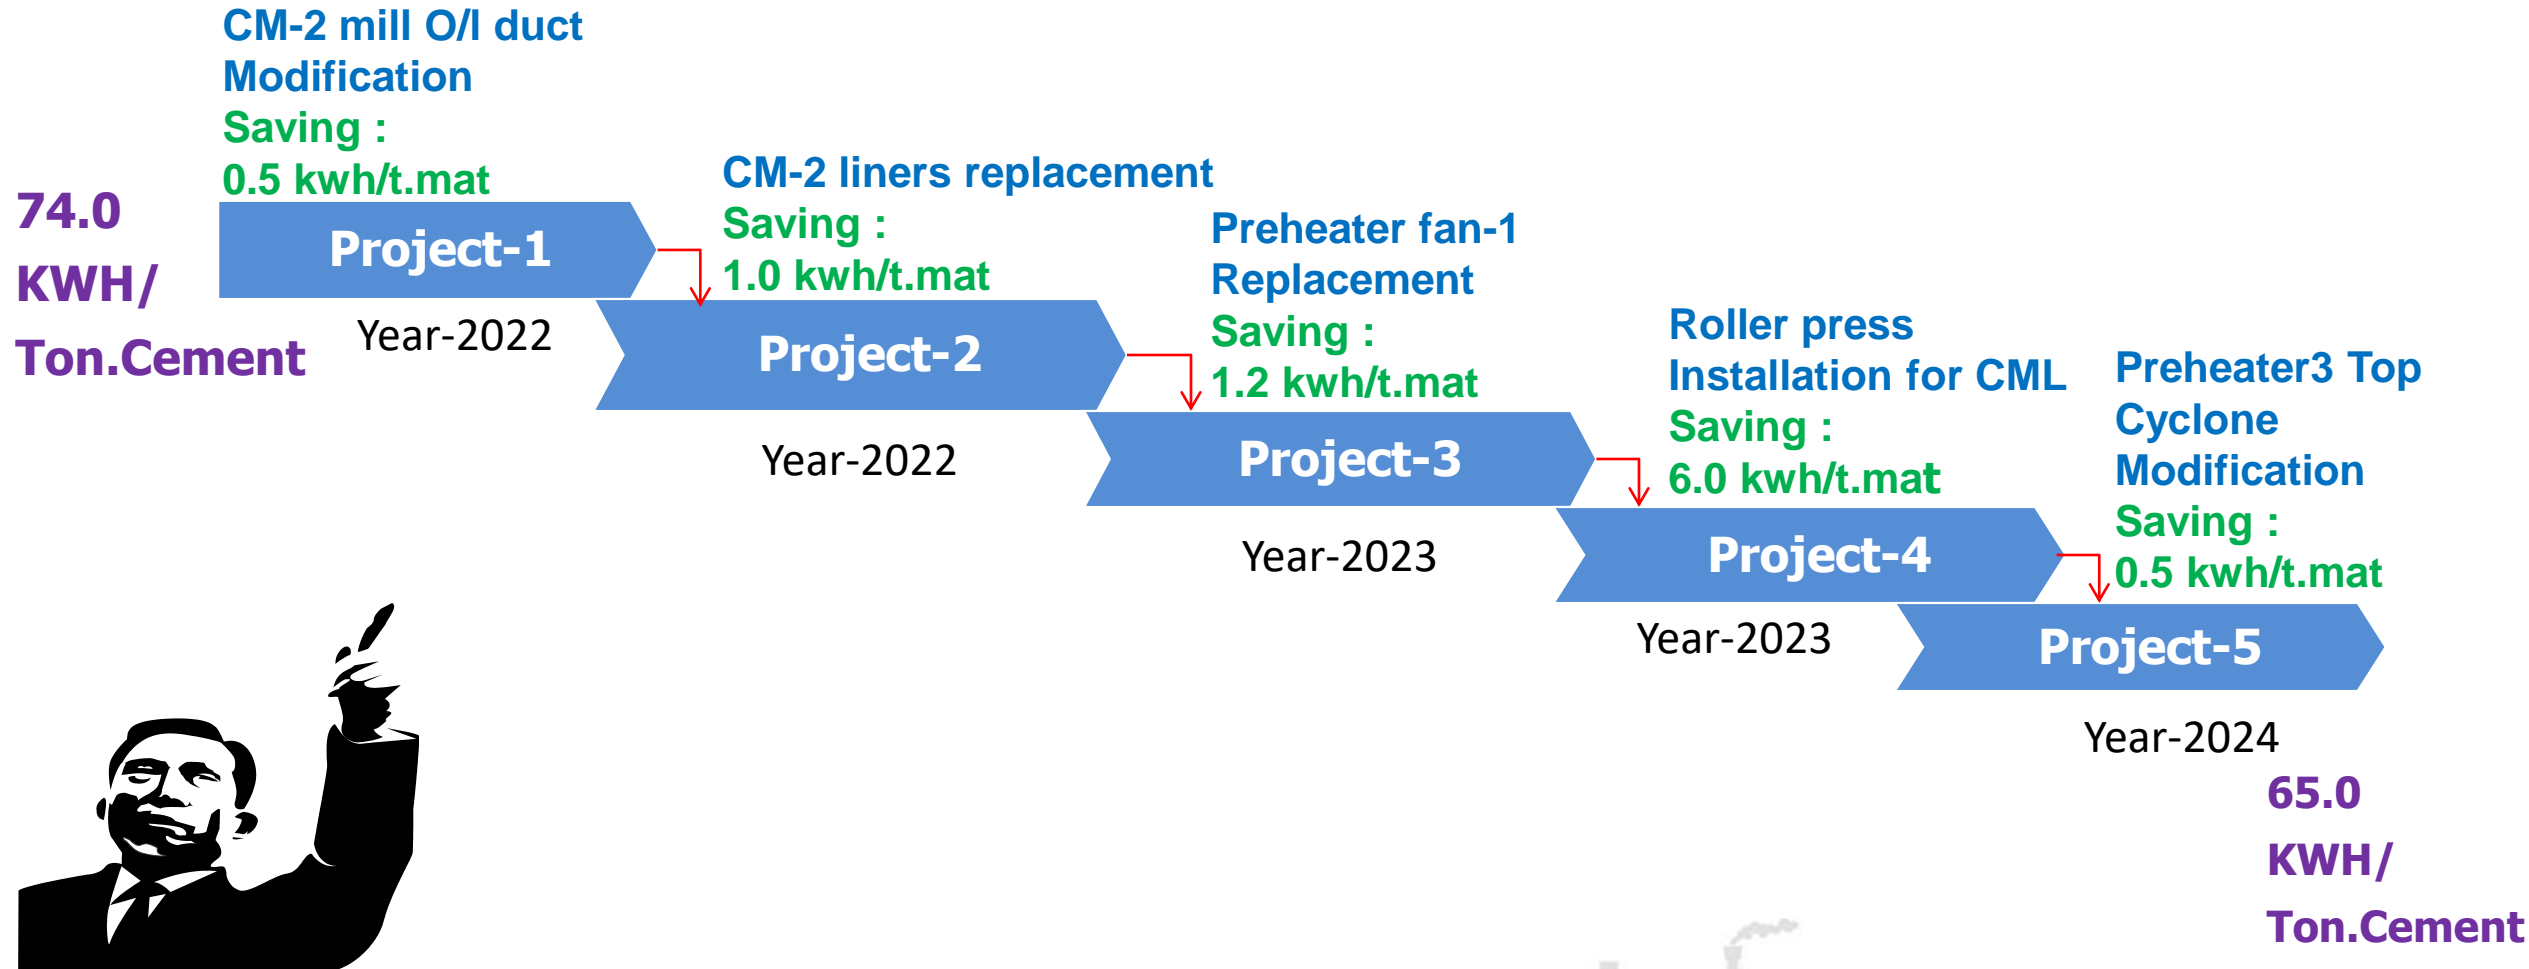 CM-2 mill O/l duct
Modification
Saving :
0.5 kwh/t.mat
74.0
KWH/
Ton.Cement
Project-1
Year-2022
CM-2 liners replacement
Saving :
1.0 kwh/t.mat
Project-2
Year-2022
Preheater fan-1
Replacement
Saving :
1.2 kwh/t.mat
Project-3
Year-2023
Roller press
Installation for CML
Saving :
6.0 kwh/t.mat
Project-4
Year-2023
Preheater3 Top
Cyclone
Modification
Saving :
0.5 kwh/t.mat
Project-5
Year-2024
65.0
KWH/
Ton.Cement